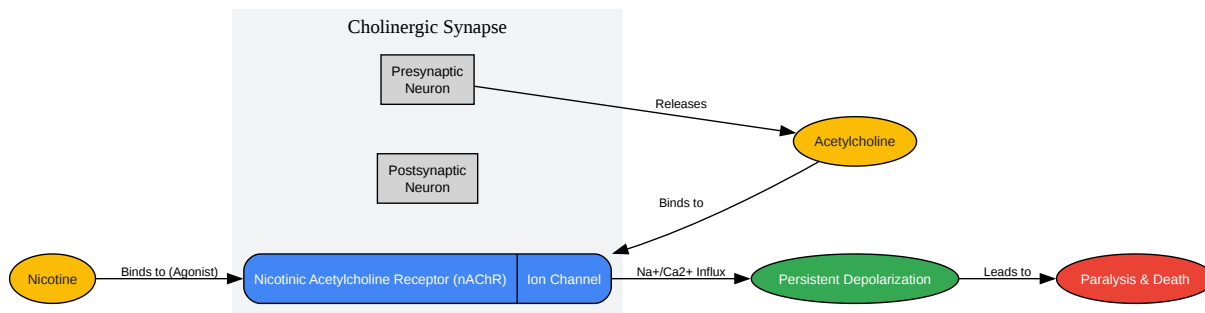 Cholinergic Synapse
Presynaptic
Neuron
Releases
Acetylcholine
Postsynaptic
Neuron
Binds to
Nicotine
Binds to (Agonist)
Nicotinic Acetylcholine Receptor (nAChR)
Ion Channel
Na+/Ca2+ Influx
Persistent Depolarization
Leads to
Paralysis & Death